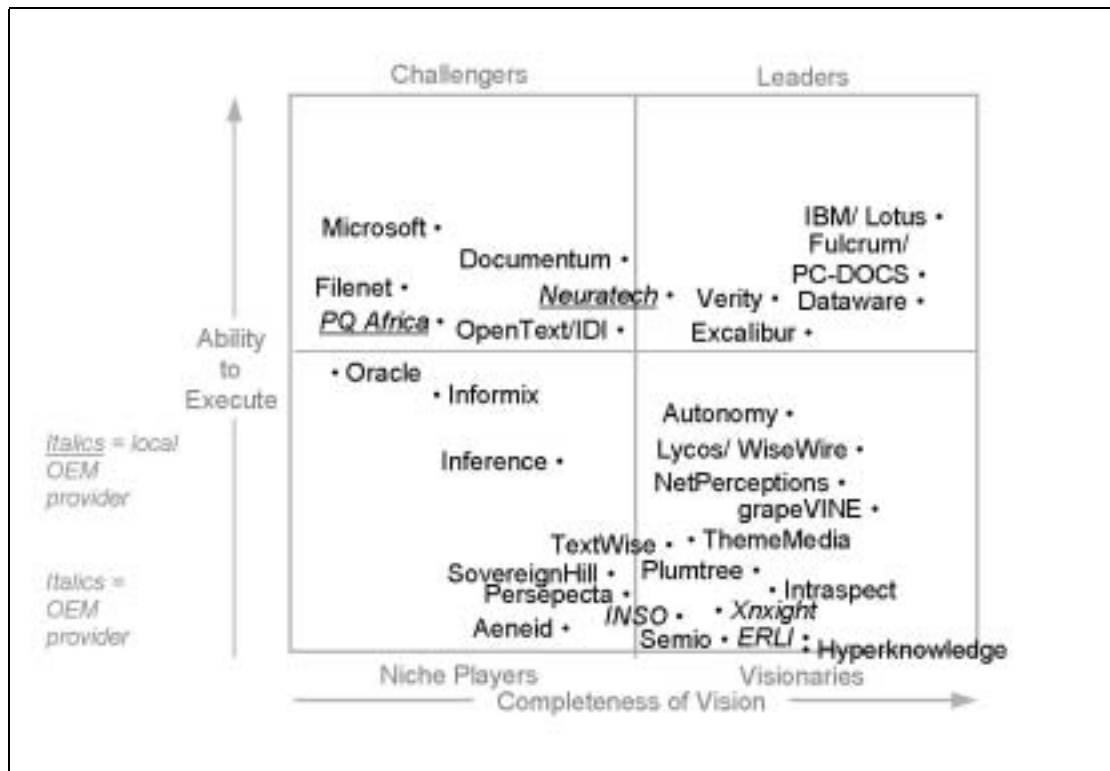 Challengers
Leaders
Microsoft
IBM/ Lotus
Fulcrum/
Documentum
PC-DOCS
Filenet
Neuratech
Verity
Dataware
PQ Africa
OpenText/IDI
Excalibur
Ability
to
Execute
Oracle
Informix
Autonomy
Italics = local
OEM
provider
Lycos/ WiseWire
Inference
NetPerceptions
grapeVINE
TextWise
ThemeMedia
SovereignHill
Plumtree
Italics =
OEM
provider
Persepecta
Intraspect
INSO
Xnxight
Aeneid
Semio
ERLI
Hyperknowledge
Niche Players
Visionaries
Completeness of Vision